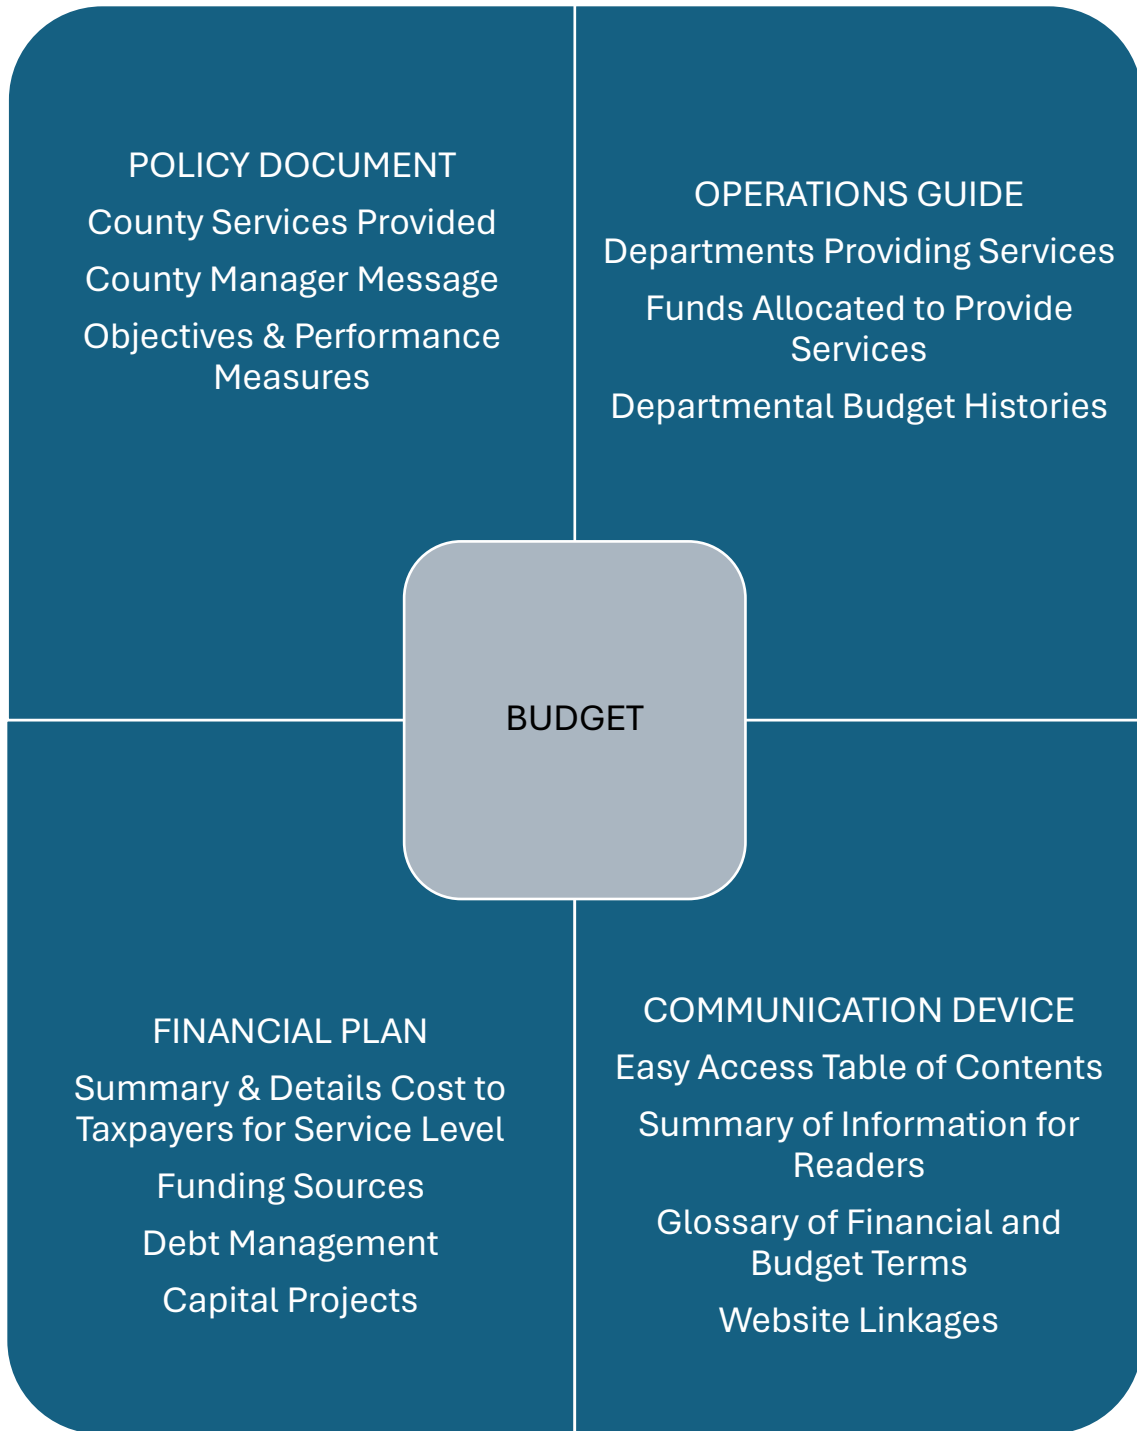 POLICY DOCUMENT
County Services Provided
County Manager Message
Objectives & Performance
Measures
OPERATIONS GUIDE
Departments Providing Services
Funds Allocated to Provide
Services
Departmental Budget Histories
BUDGET
FINANCIAL PLAN
Summary & Details Cost to
Taxpayers for Service Level
Funding Sources
Debt Management
Capital Projects
COMMUNICATION DEVICE
Easy Access Table of Contents
Summary of Information for
Readers
Glossary of Financial and
Budget Terms
Website Linkages